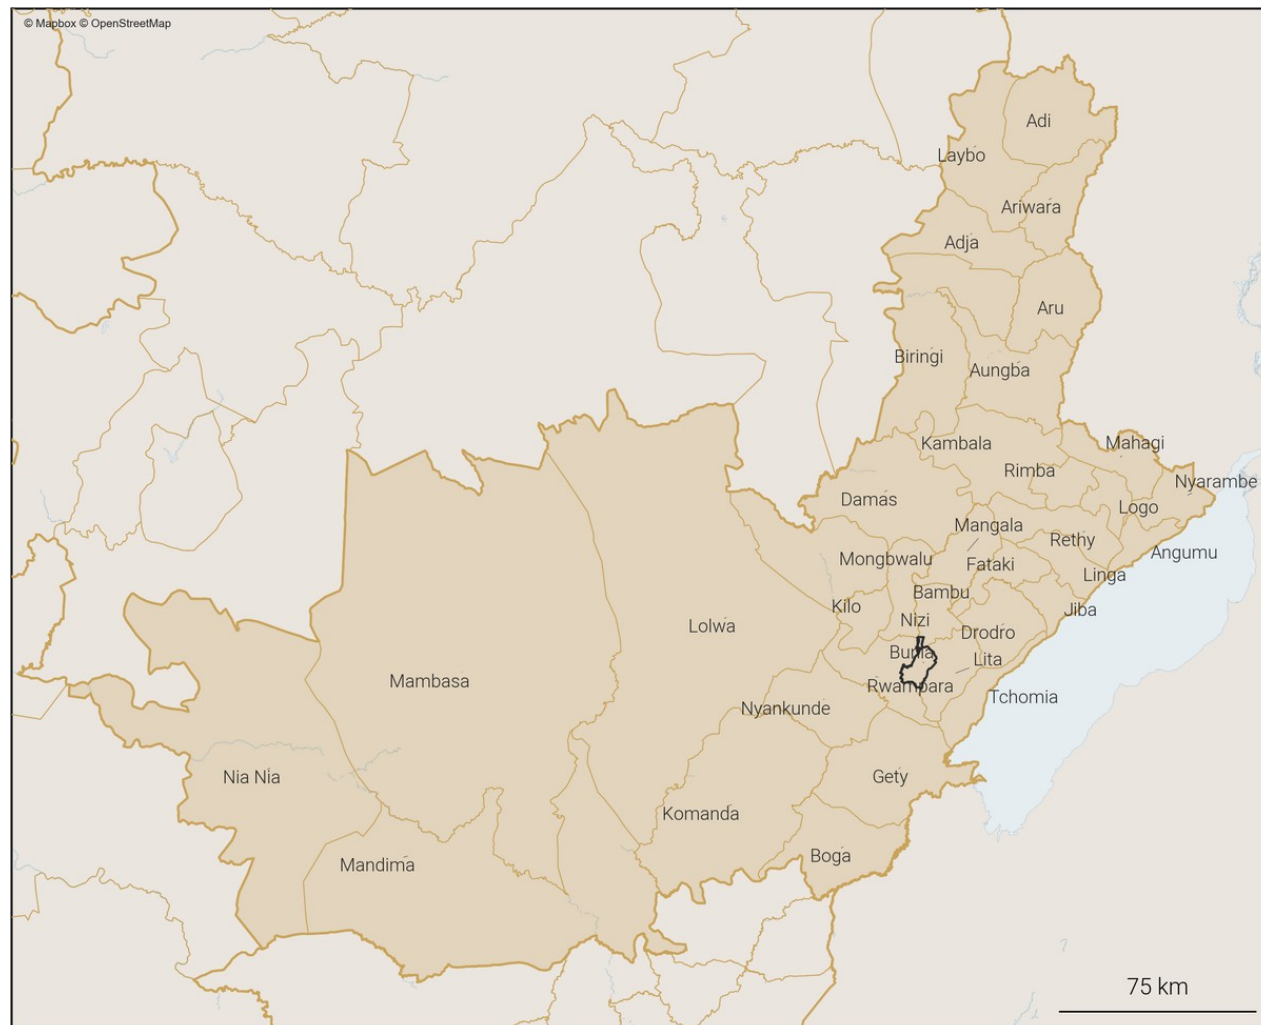 © Mapbox © OpenStreetMap
Adi
Laybo
Ariwara
Adja
Aru
Biringi
Aungba
Kambala
Mahagi
Rimba
Nyarambe
Damas
Logo
Mangala
Rethy
Angumu
Mongbwalu
Fataki
Linga
Bambu
Kilo
Jiba
Nizi
Lolwa
Drodro
Bunia
Lita
Mambasa
Rwampara
Tchomia
Nyankunde
Nia Nia
Gety
Komanda
Boga
Mandima
75 km